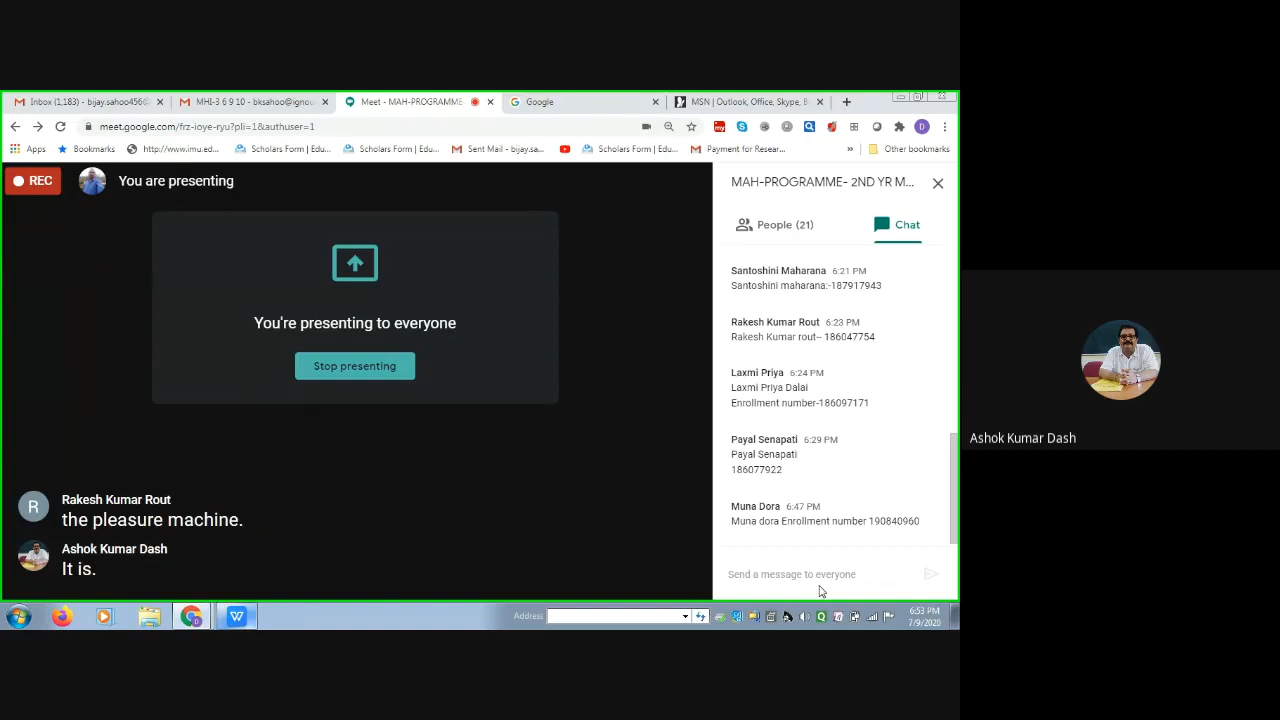 Inbox (1,183) - bijay.sahoo456@
MHI-3 6 9 10 - bksahoo@ignou
Meet - MAH-PROGRAMME
Google
MSN | Outlook, Office, Skype, B
meet.google.com/frz-ioye-ryu?pli=1&authuser=1
D
Apps
Bookmarks
http://www.imu.ed...
Scholars Form | Edu...
Scholars Form | Edu...
Sent Mail - bijay.sa...
Scholars Form | Edu...
Payment for Resear...
»
Other bookmarks
REC
You are presenting
You're presenting to everyone
Stop presenting
R
Rakesh Kumar Rout
the pleasure machine.
Ashok Kumar Dash
It is.
MAH-PROGRAMME- 2ND YR M...
People (21)
Chat
Santoshini Maharana 6:21 PM
Santoshini maharana:-187917943
Rakesh Kumar Rout 6:23 PM
Rakesh Kumar rout-- 186047754
Laxmi Priya 6:24 PM
Laxmi Priya Dalai
Enrollment number-186097171
Payal Senapati 6:29 PM
Payal Senapati
186077922
Muna Dora 6:47 PM
Muna dora Enrollment number 190840960
Send a message to everyone
Ashok Kumar Dash
W
Address
6:53 PM
7/9/2020